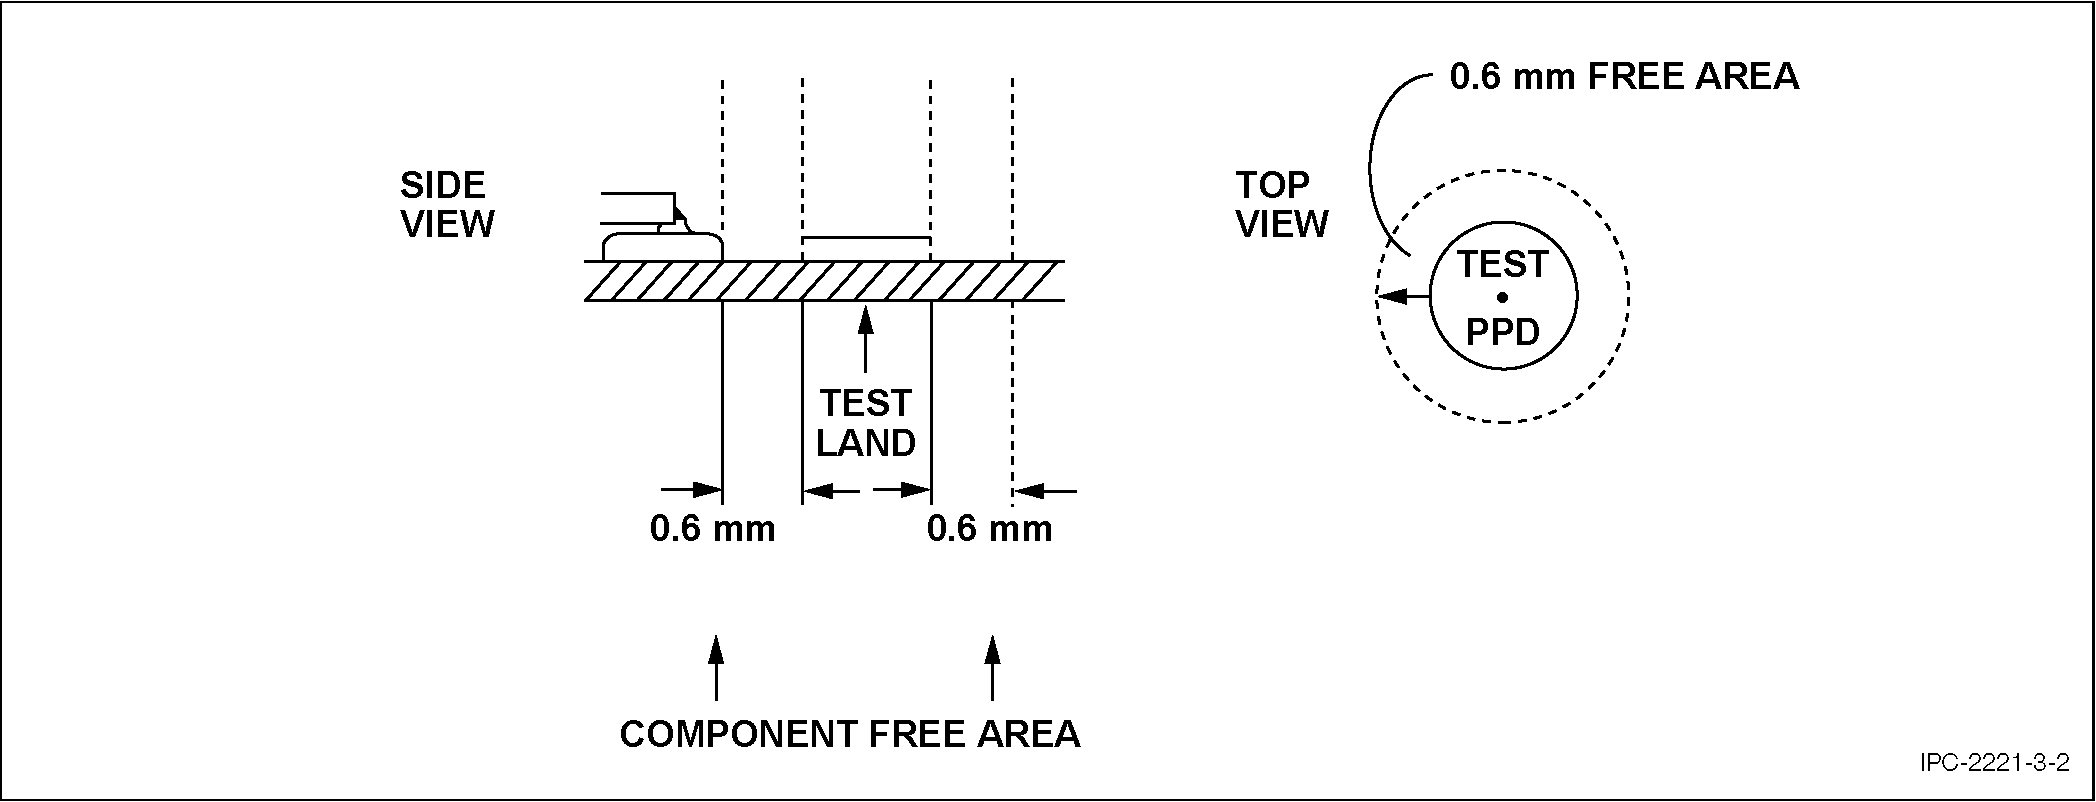 0.6 mm FREE AREA
SIDE
VIEW
TOP
VIEW
TEST
PPD
TEST
LAND
0.6 mm
0.6 mm
COMPONENT FREE AREA
IPC-2221-3-2